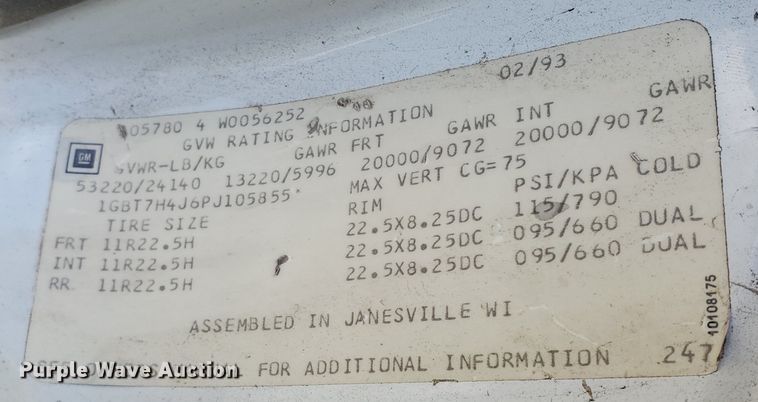 02/93
05780 4 W0056252
GVW RATING INFORMATION
GM GVWR-LB/KG GAWR FRT GAWR INT GAWR
53220/24140 13220/5996 20000/9072 20000/9072
1GBT7H4J6PJ105855* MAX VERT CG=75
TIRE SIZE RIM PSI/KPA COLD
FRT 11R22.5H 22.5X8.25DC 115/790
INT 11R22.5H 22.5X8.25DC 095/660 DUAL
RR 11R22.5H 22.5X8.25DC 095/660 DUAL
ASSEMBLED IN JANESVILLE WI
10108175
FOR ADDITIONAL INFORMATION 247
Purple Wave Auction